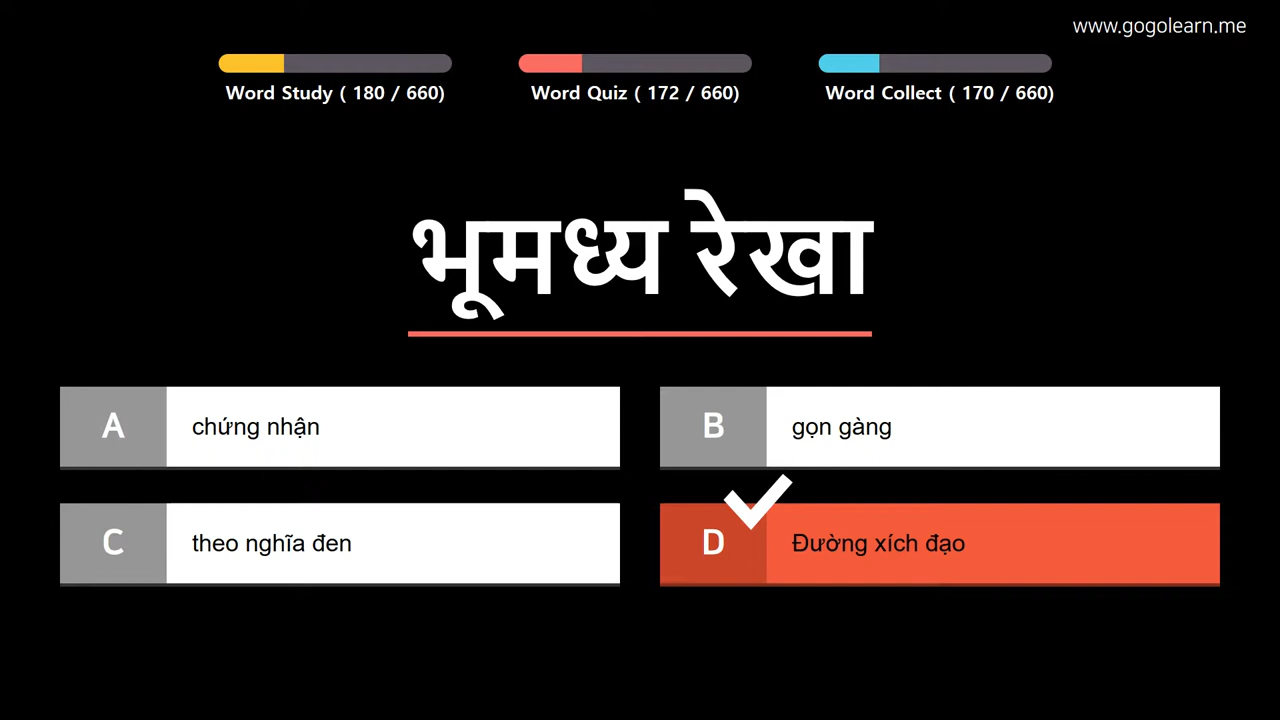 www.gogolearn.me
Word Study ( 180 / 660)
Word Quiz ( 172 / 660)
Word Collect ( 170 / 660)
भूमध्य रेखा
A
chứng nhận
B
gọn gàng
C
theo nghĩa đen
D
Đường xích đạo